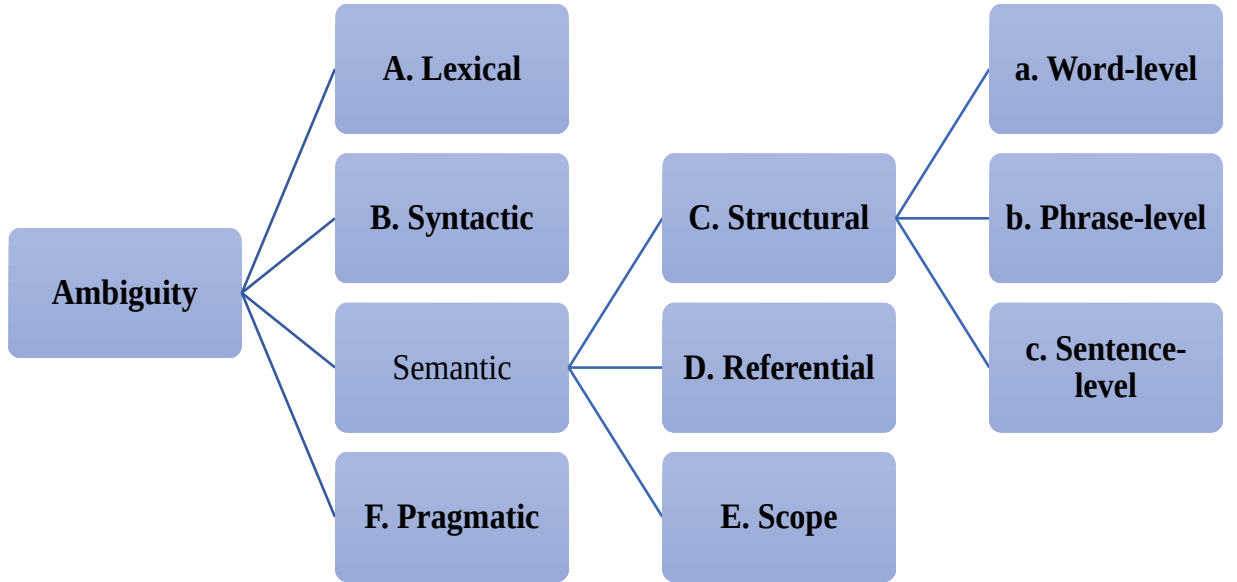 Ambiguity
A. Lexical
B. Syntactic
Semantic
F. Pragmatic
C. Structural
D. Referential
E. Scope
a. Word-level
b. Phrase-level
c. Sentence-
level